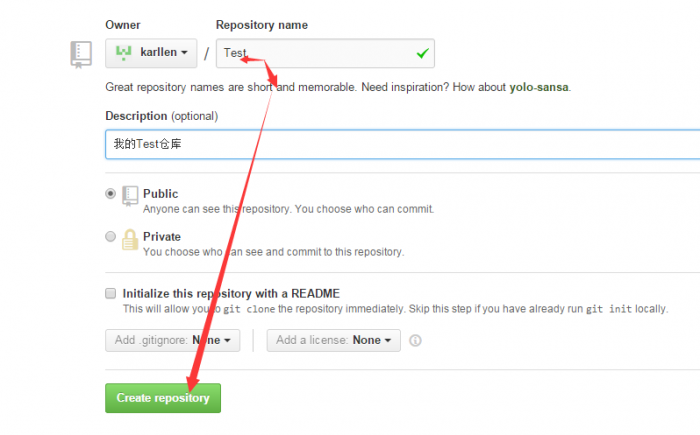 Owner Repository name
karllen / Test
Great repository names are short and memorable. Need inspiration? How about yolo-sansa.
Description (optional)
我的Test仓库
Public
Anyone can see this repository. You choose who can commit.
Private
You choose who can see and commit to this repository.
Initialize this repository with a README
This will allow you to git clone the repository immediately. Skip this step if you have already run git init locally.
Add .gitignore: None Add a license: None
Create repository